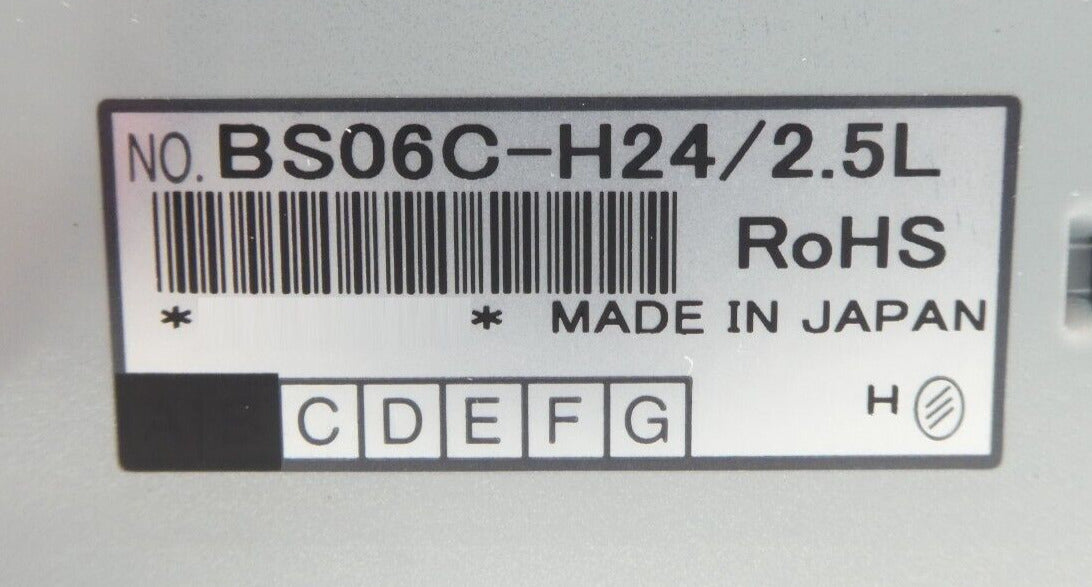 NO. BS06C-H24/2.5L
RoHS
* * MADE IN JAPAN
A B C D E F G
H